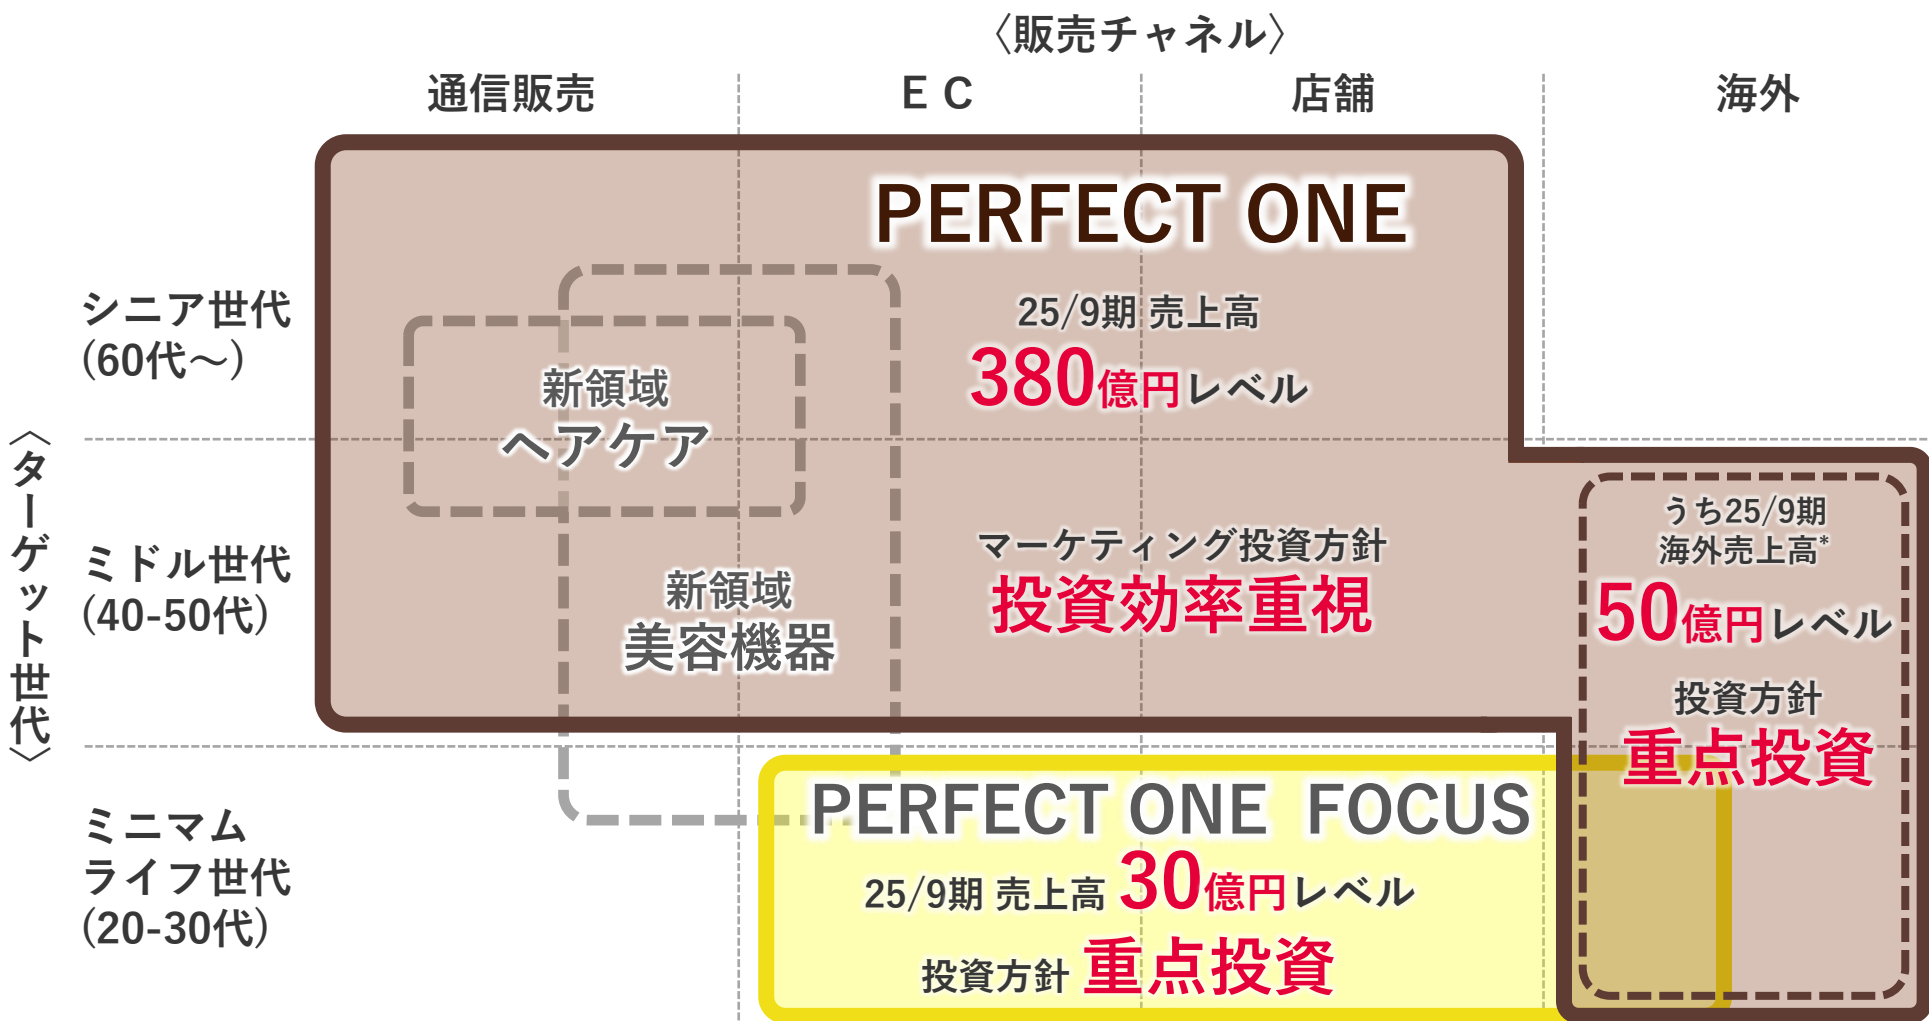 〈販売チャネル〉
通信販売
ＥＣ
店舗
海外
〈ターゲット世代〉
シニア世代
(60代～)
ミドル世代
(40-50代)
ミニマム
ライフ世代
(20-30代)
PERFECT ONE
25/9期 売上高
380億円レベル
新領域
ヘアケア
新領域
美容機器
マーケティング投資方針
投資効率重視
うち25/9期
海外売上高*
50億円レベル
投資方針
重点投資
PERFECT ONE FOCUS
25/9期 売上高 30億円レベル
投資方針 重点投資